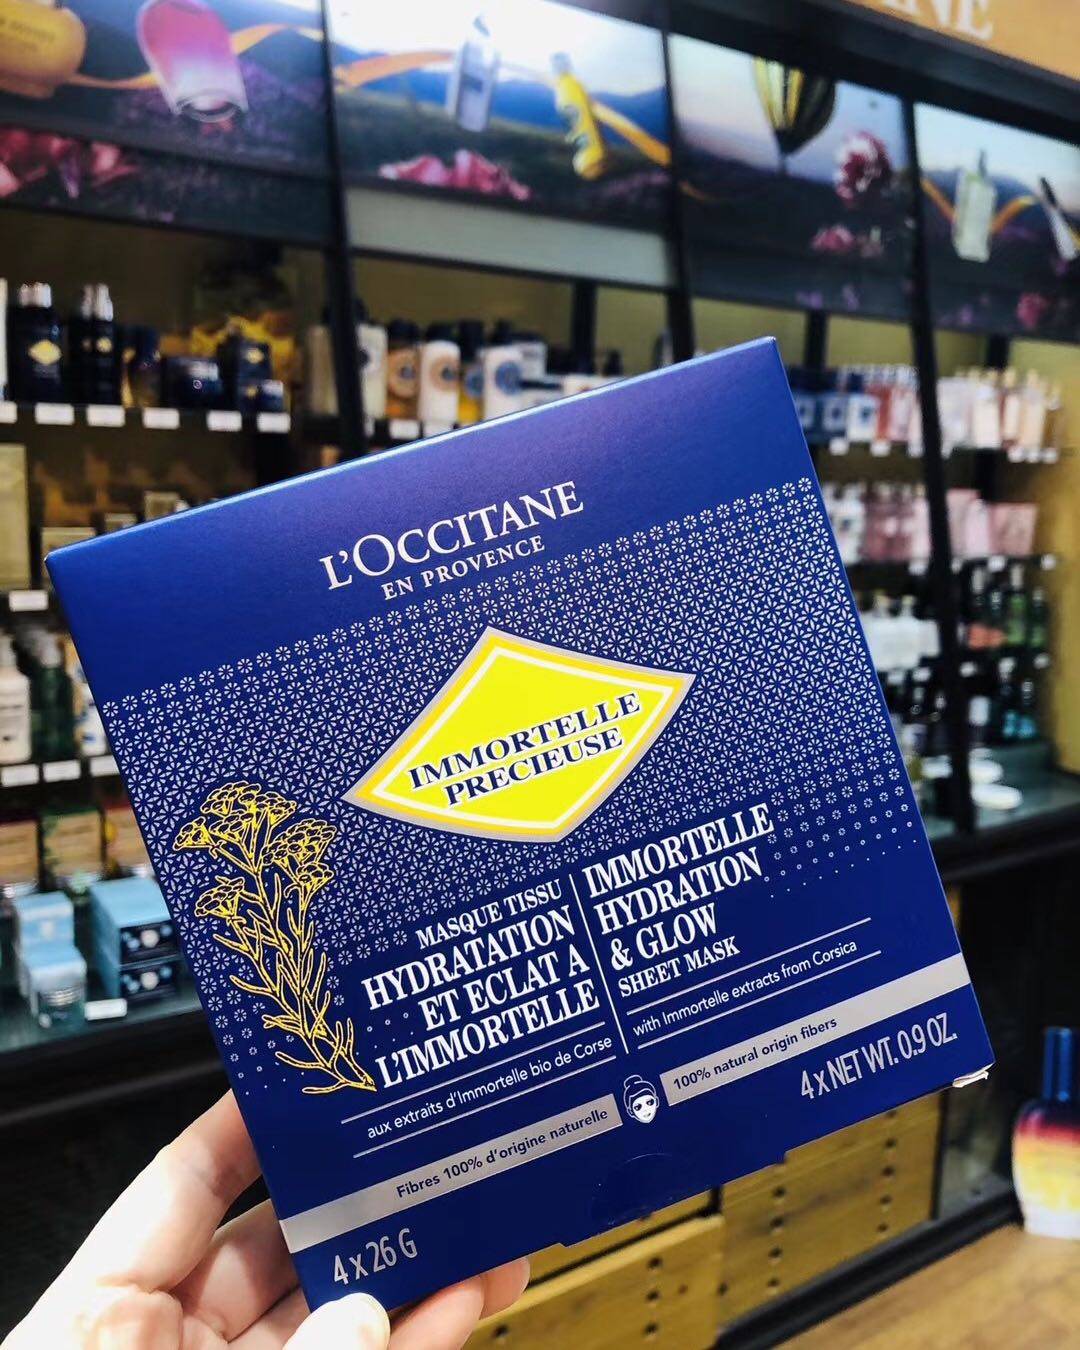 L'OCCITANE
EN PROVENCE
IMMORTELLE
PRECIEUSE
MASQUE TISSU
HYDRATATION
ET ECLAT A
L'IMMORTELLE
aux extraits d'Immortelle bio de Corse
IMMORTELLE
HYDRATION
& GLOW
SHEET MASK
with Immortelle extracts from Corsica
Fibres 100% d'origine naturelle
100% natural origin fibers
4 x 26 G
4 x NET WT. 0.9 OZ.